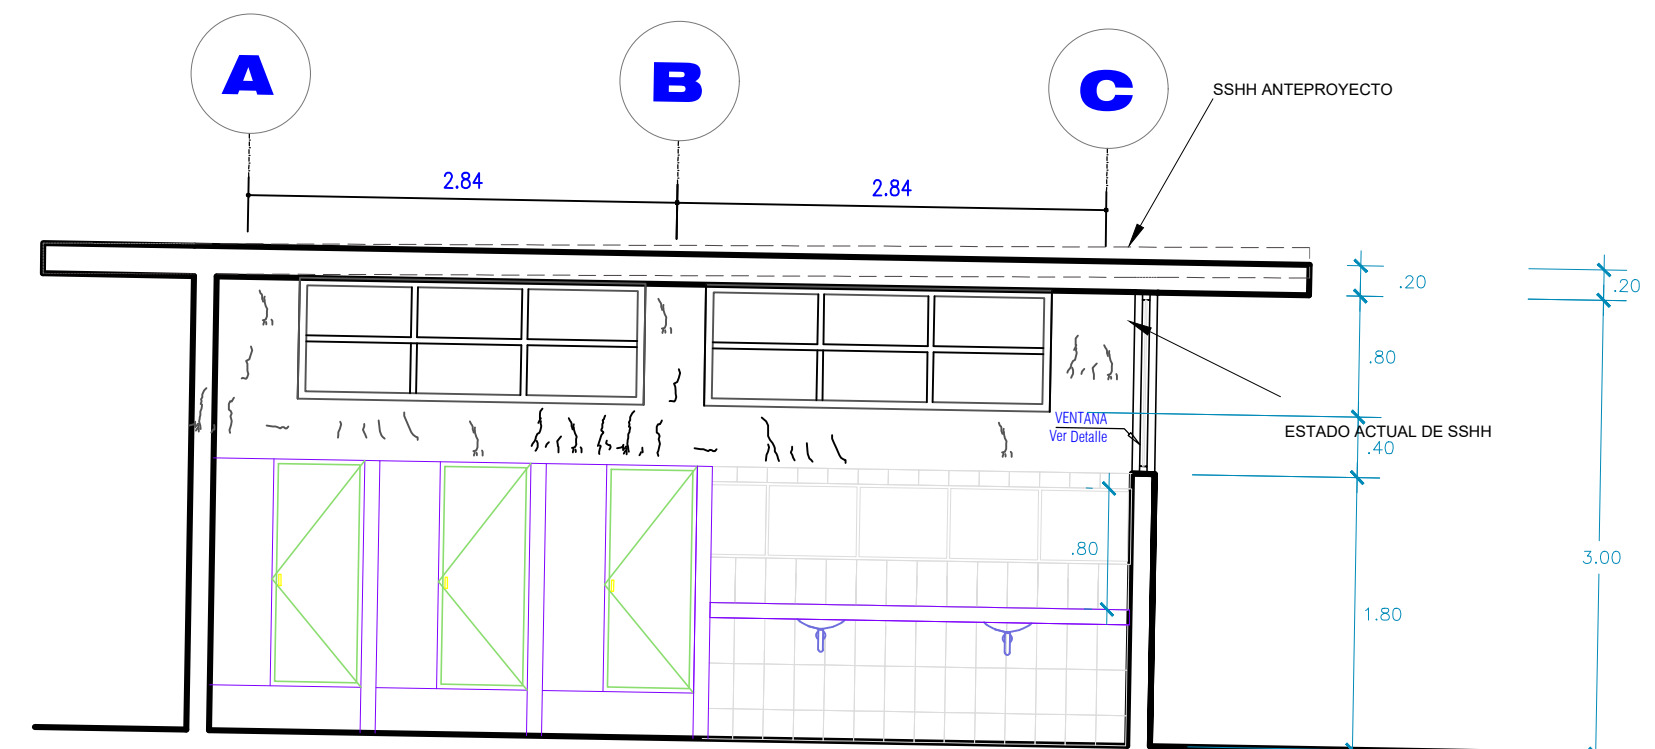 A
B
C
SSHH ANTEPROYECTO
2.84
2.84
.20
.20
.80
VENTANA
Ver Detalle
ESTADO ACTUAL DE SSHH
.40
.80
3.00
1.80